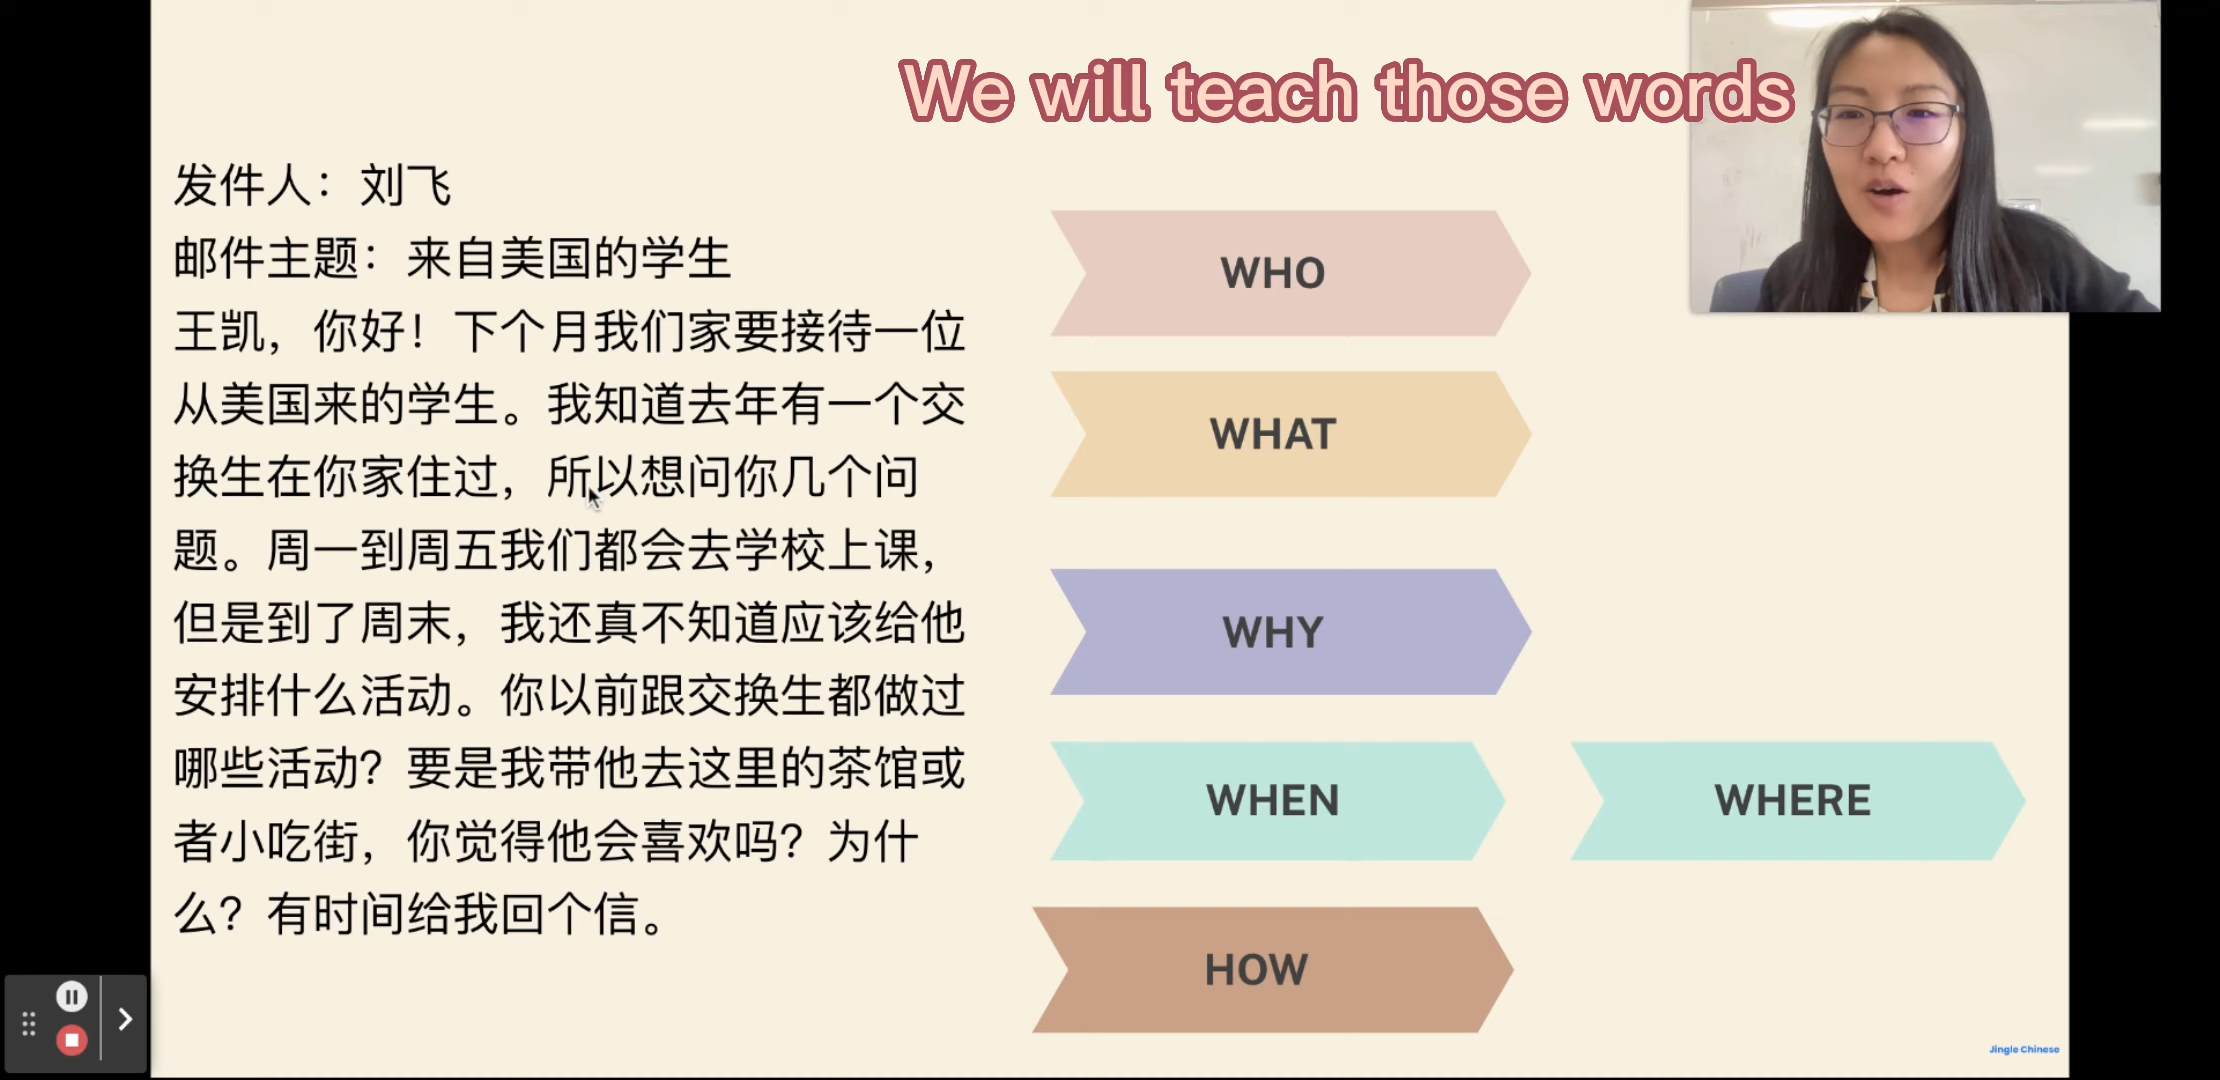 We will teach those words
发件人：刘飞
邮件主题：来自美国的学生
王凯，你好！下个月我们家要接待一位
从美国来的学生。我知道去年有一个交
换生在你家住过，所以想问你几个问
题。周一到周五我们都会去学校上课，
但是到了周末，我还真不知道应该给他
安排什么活动。你以前跟交换生都做过
哪些活动？要是我带他去这里的茶馆或
者小吃街，你觉得他会喜欢吗？为什
么？有时间给我回个信。
WHO
WHAT
WHY
WHEN
WHERE
HOW
Jingle Chinese